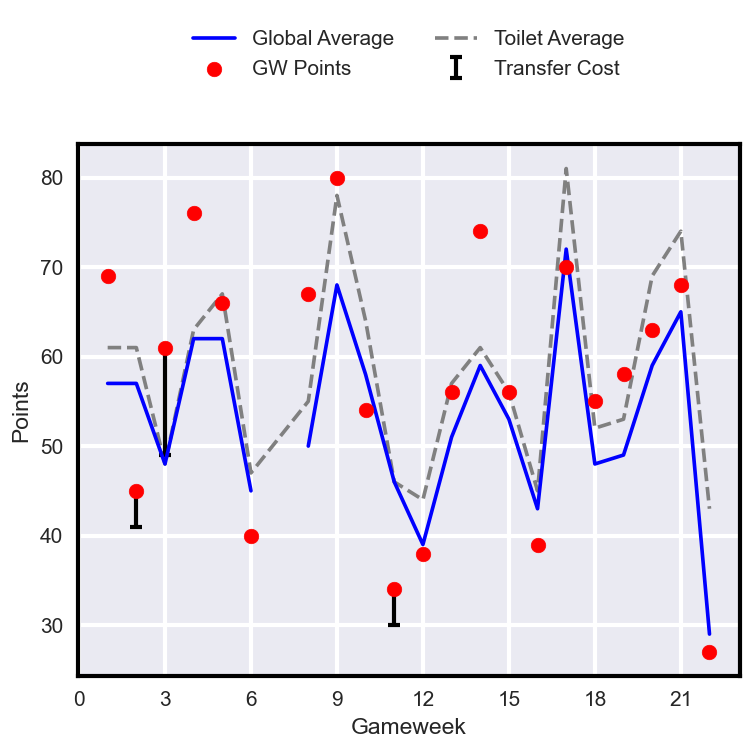 Global Average
Toilet Average
GW Points
Transfer Cost
80
70
60
50
40
30
Points
0
3
6
9
12
15
18
21
Gameweek